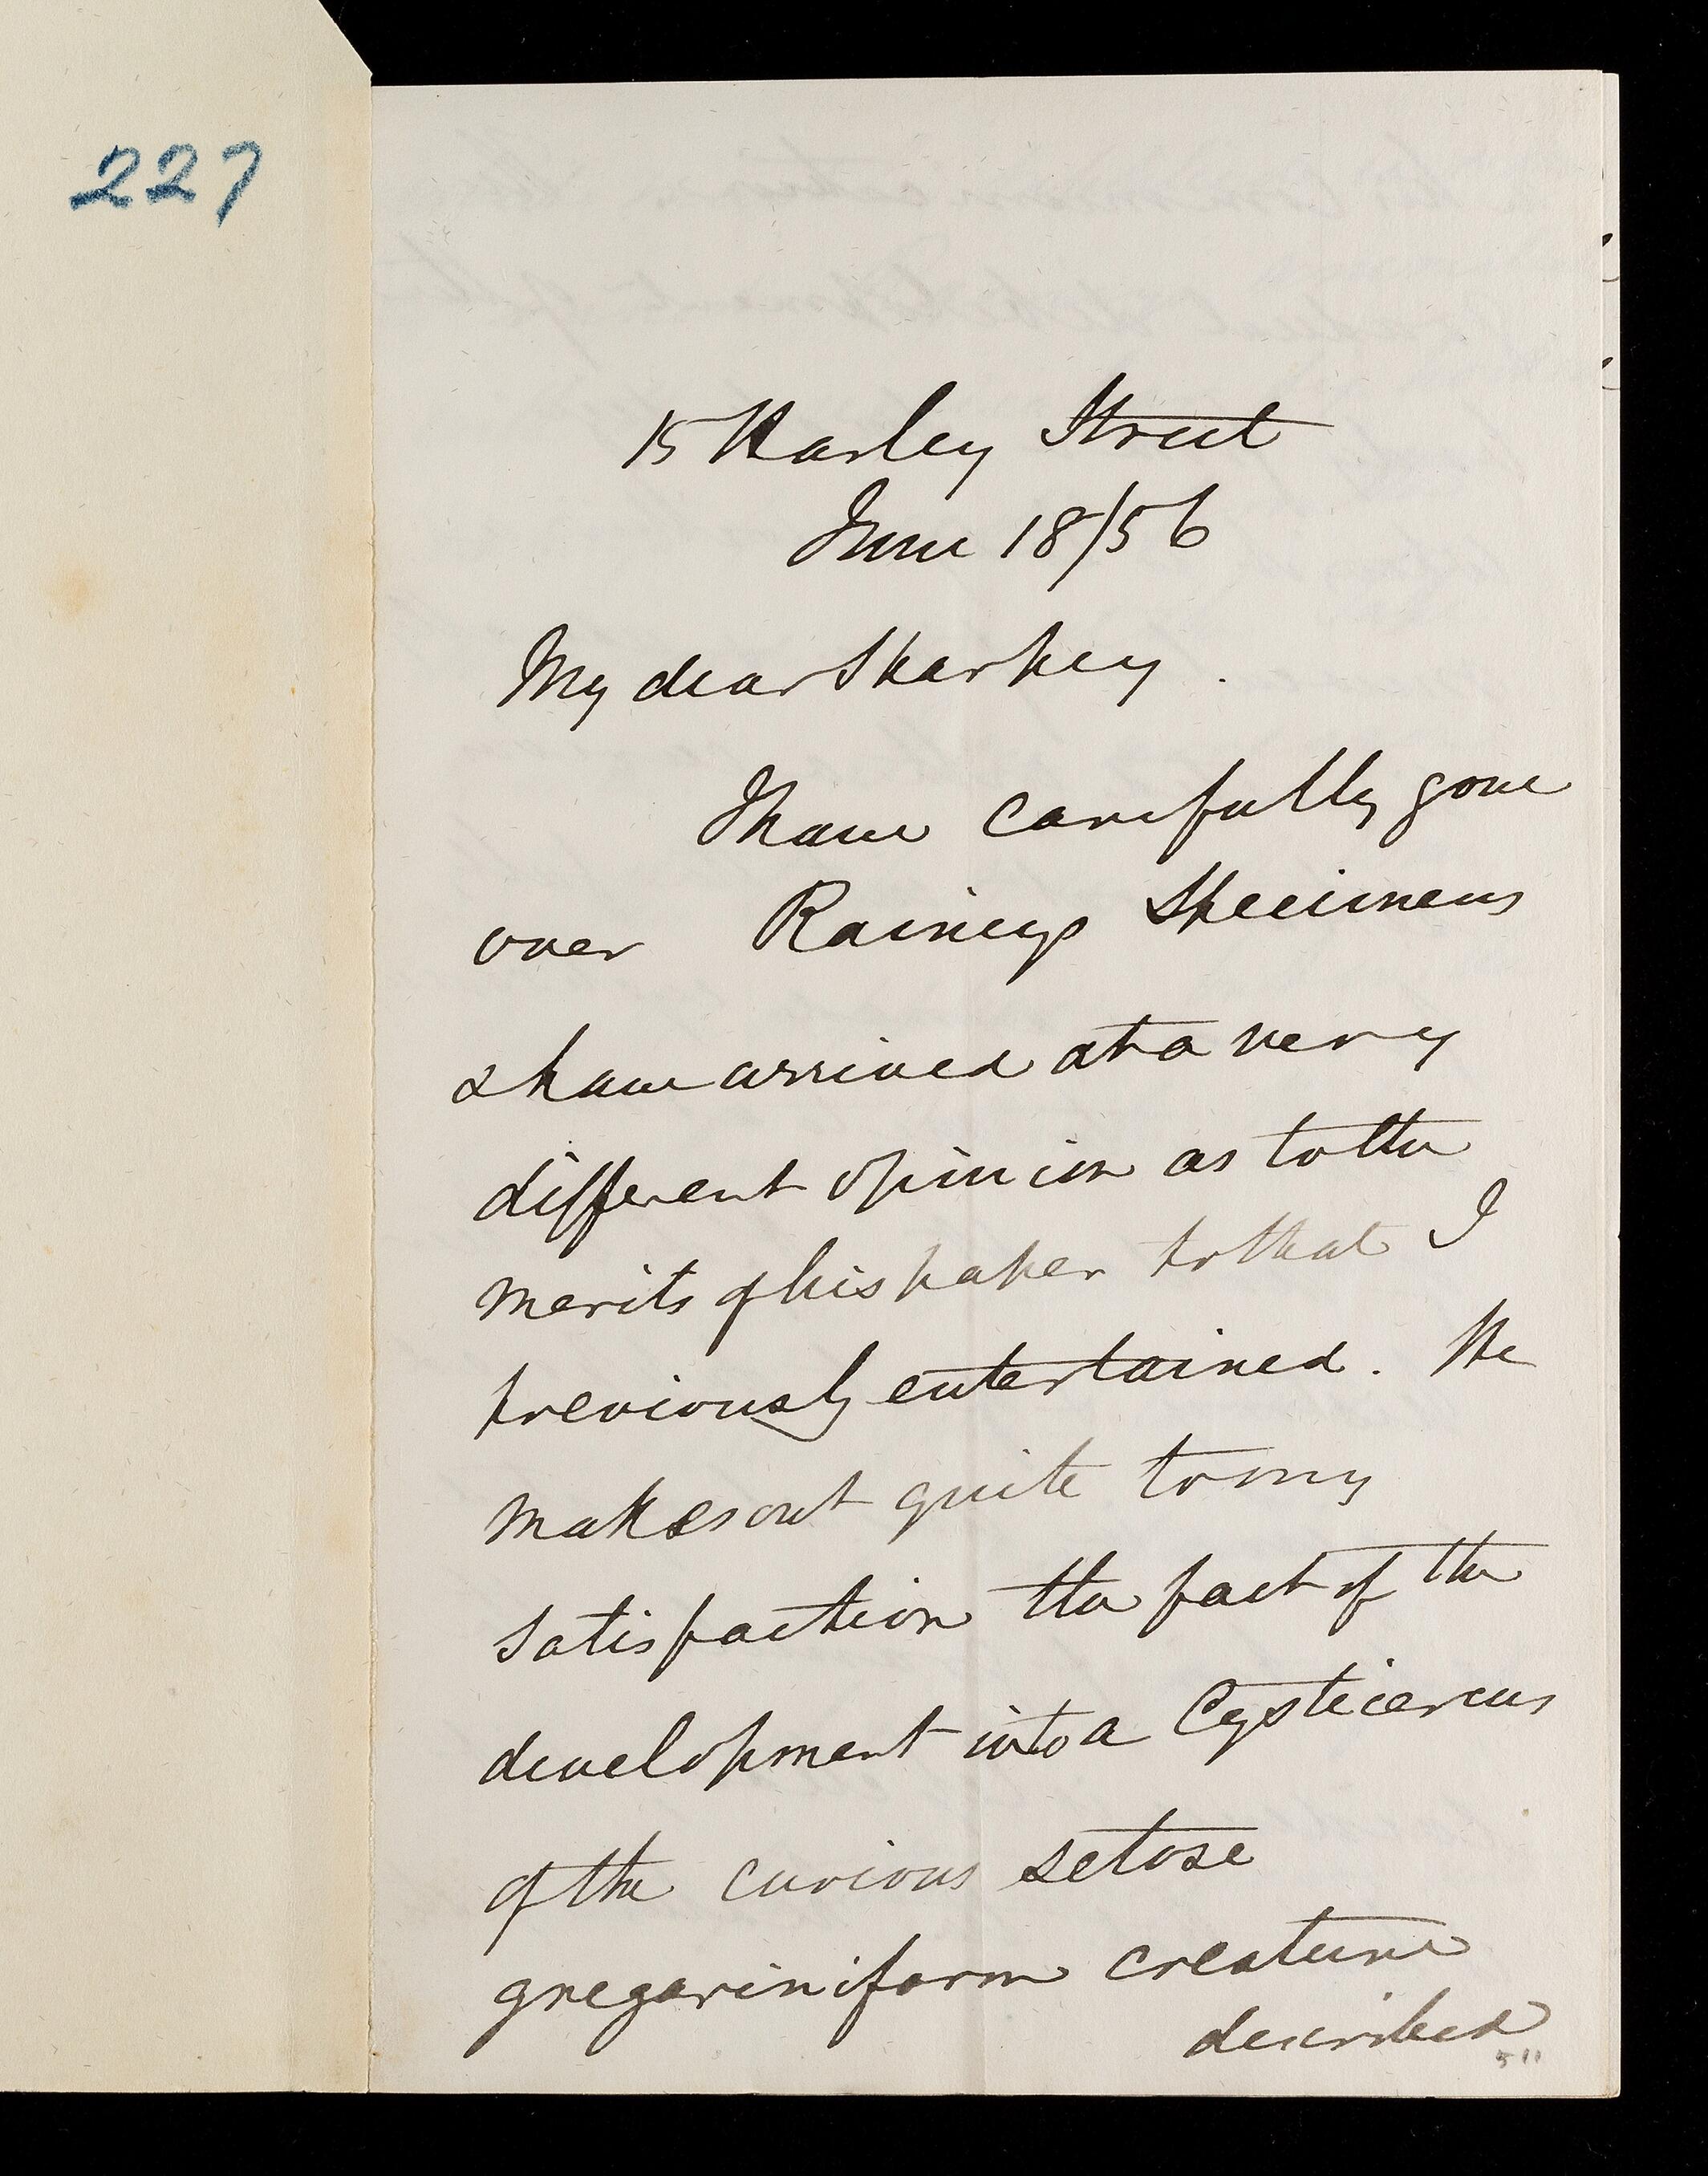 227
15 Harley Street
June 18/56
My dear Sharpey.
I have carefully gone
over Raineys Specimens
& have arrived at a very
different opinion as to the
merits of his paper to that I
previously entertained. He
makes out quite to my
satisfaction the fact of the
development into a Cysticercus
of the curious setose
gregariniform creature
described
511